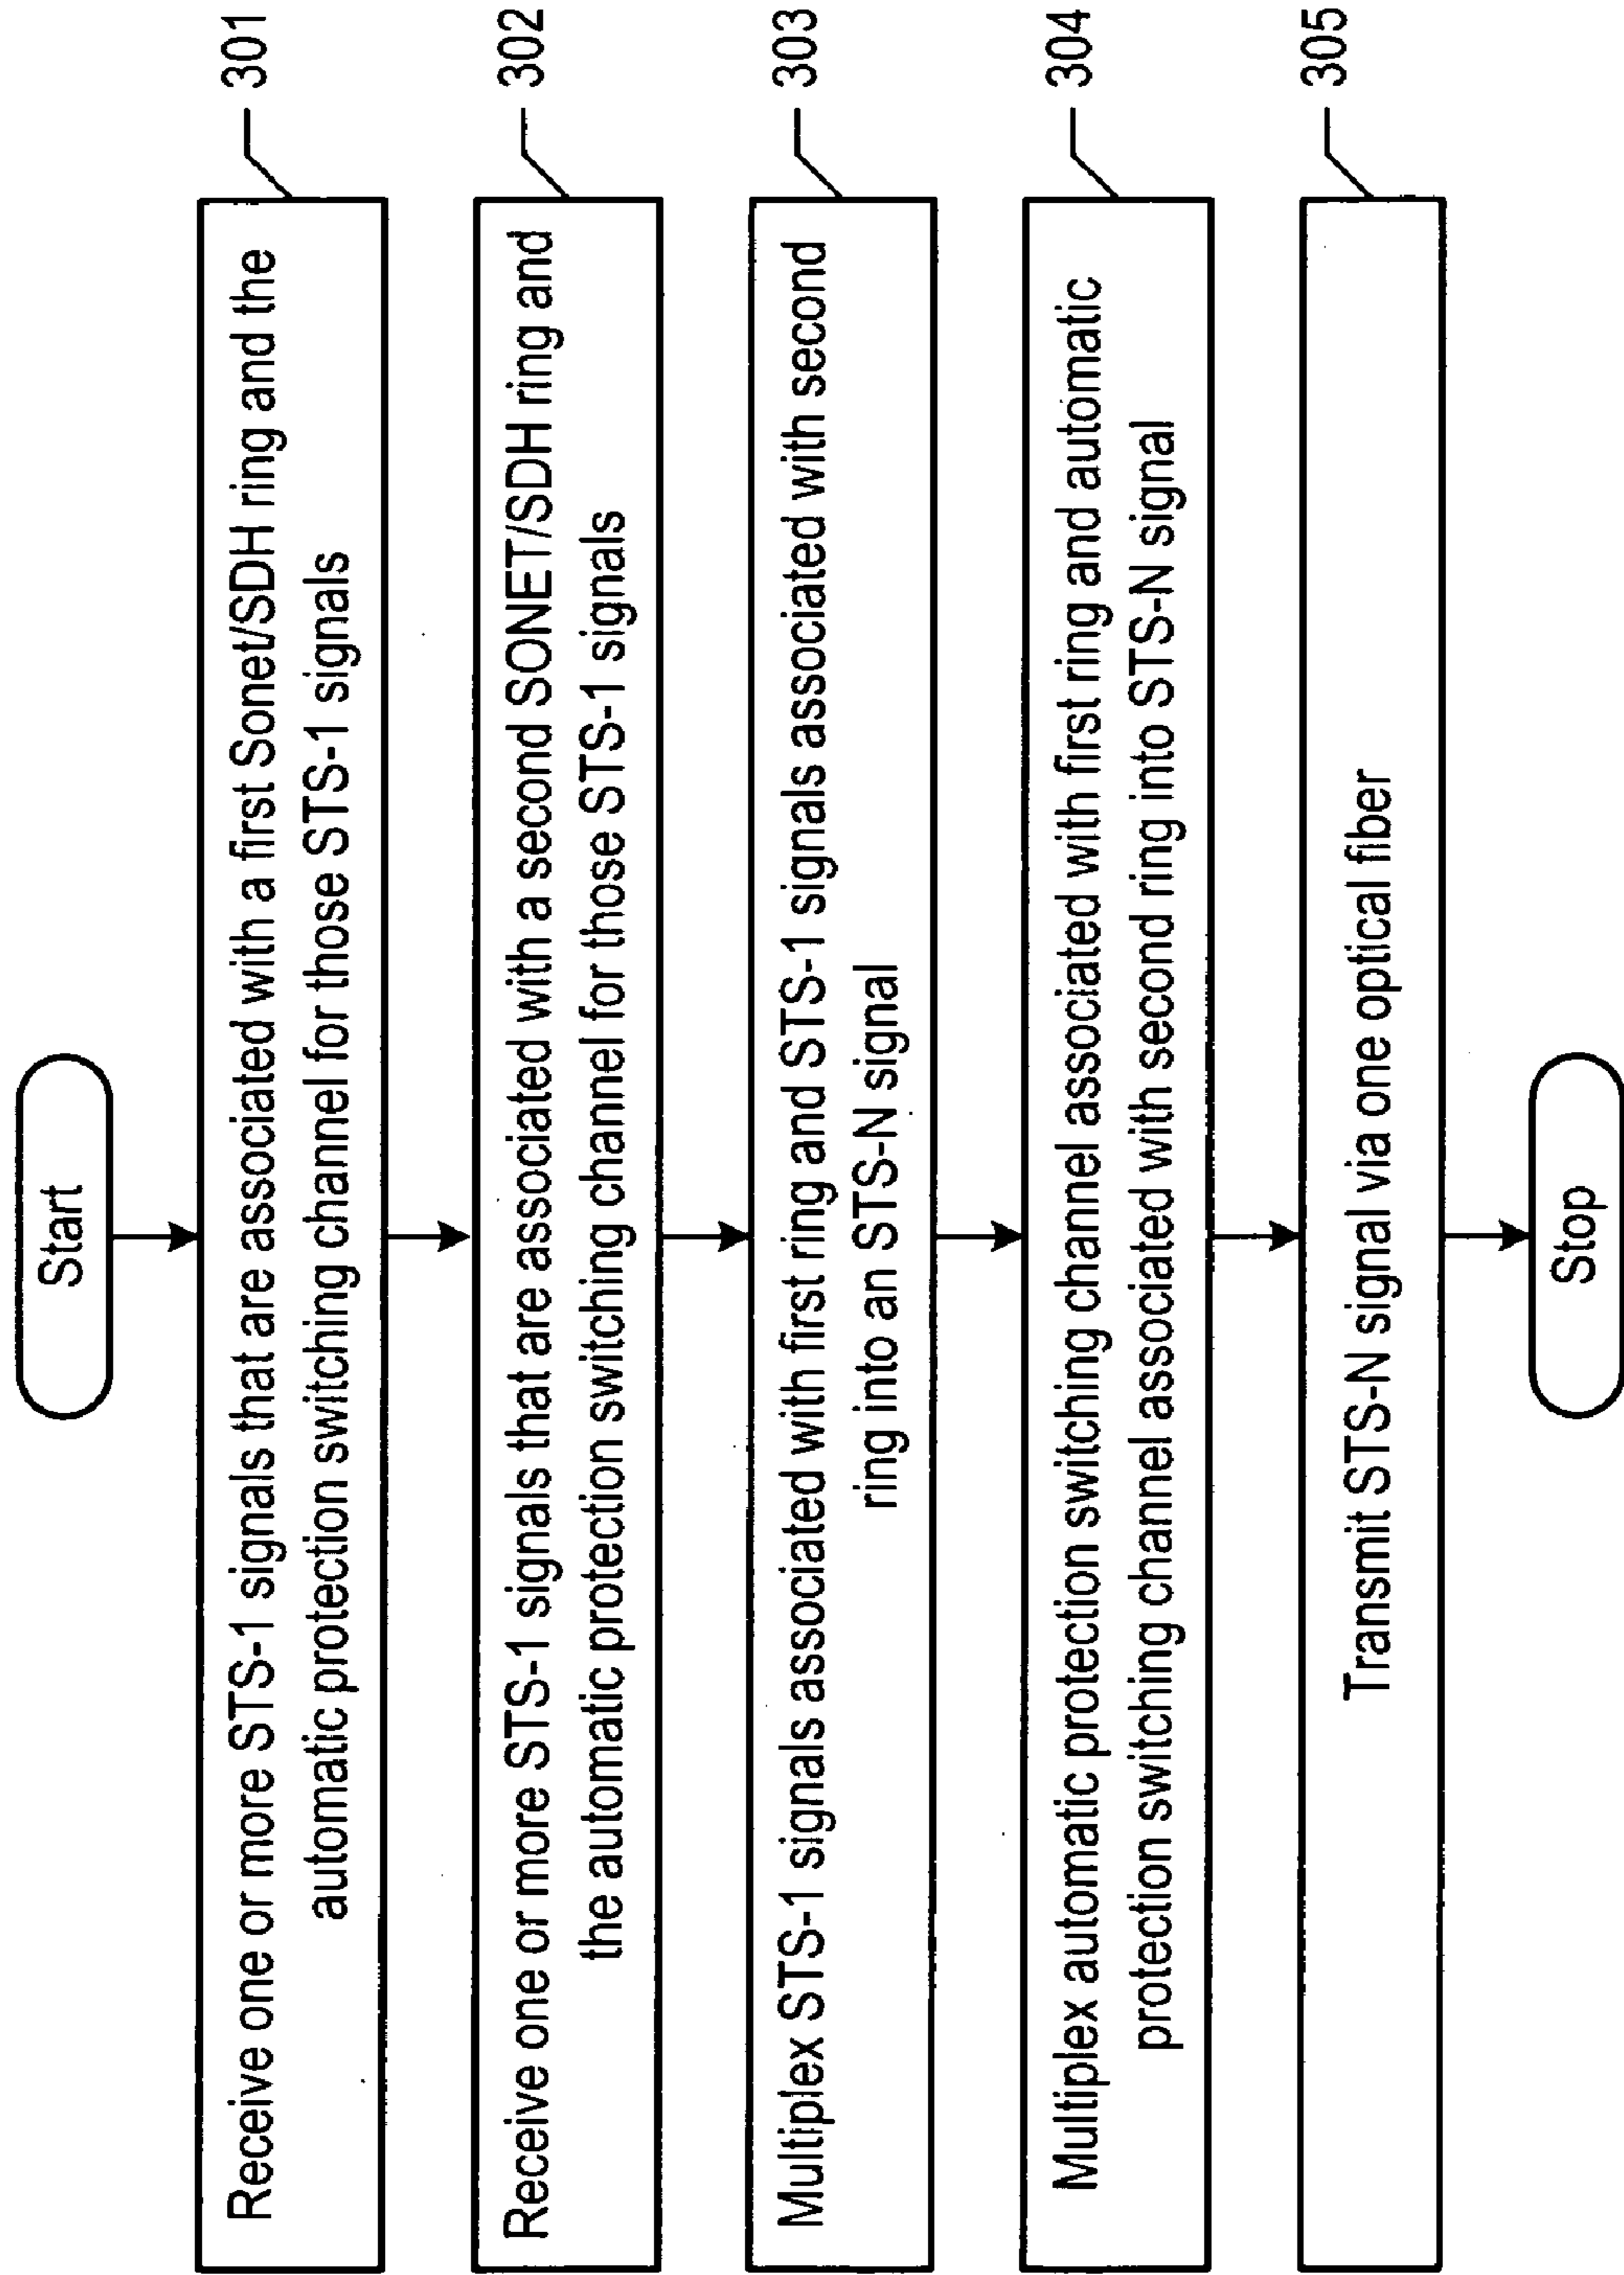 Start
Receive one or more STS-1 signals that are associated with a first Sonet/SDH ring and the
automatic protection switching channel for those STS-1 signals
301
Receive one or more STS-1 signals that are associated with a second SONET/SDH ring and
the automatic protection switching channel for those STS-1 signals
302
Multiplex STS-1 signals associated with first ring and STS-1 signals associated with second
ring into an STS-N signal
303
Multiplex automatic protection switching channel associated with first ring and automatic
protection switching channel associated with second ring into STS-N signal
304
Transmit STS-N signal via one optical fiber
305
Stop